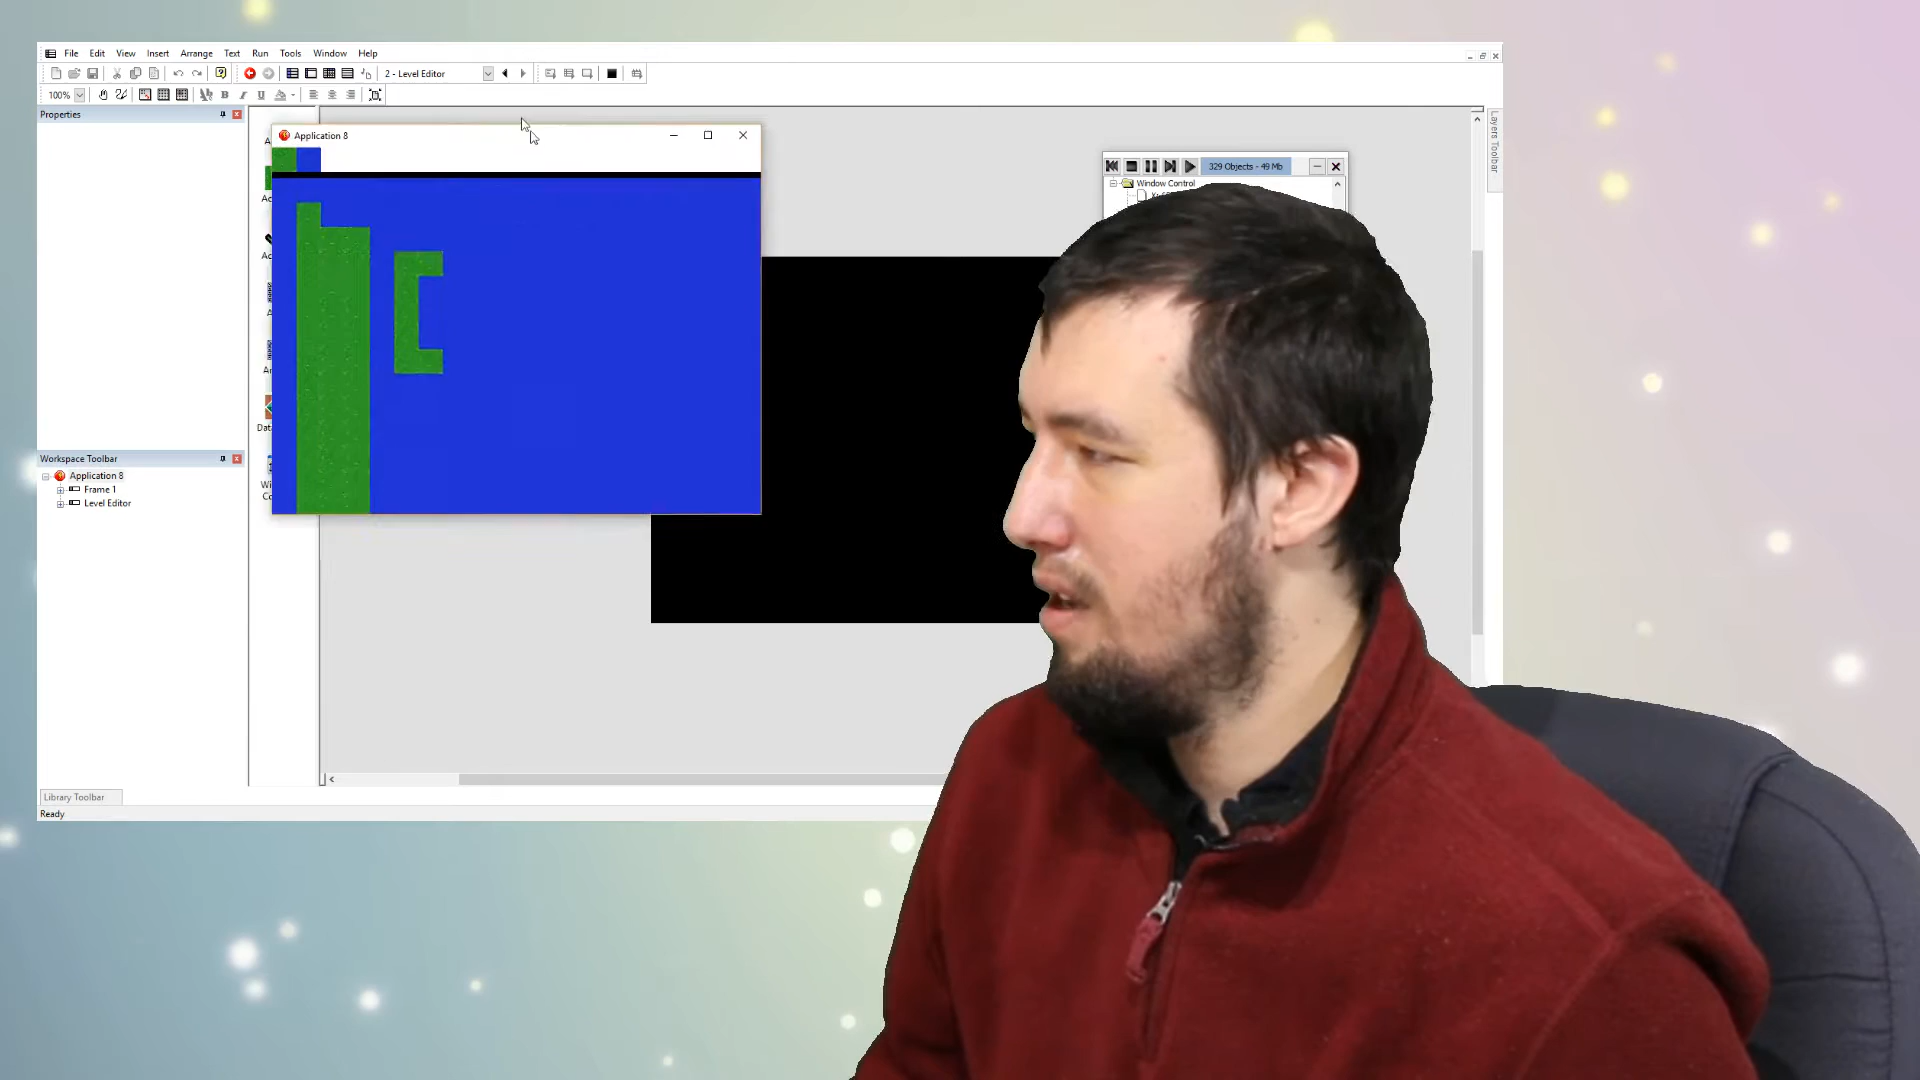 File Edit View Insert Arrange Text Run Tools Window Help
2 - Level Editor
100%
Properties
Application 8
329 Objects - 49 Mb
Window Control
Layers Toolbar
Workspace Toolbar
Application 8
Frame 1
Level Editor
Library Toolbar
Ready